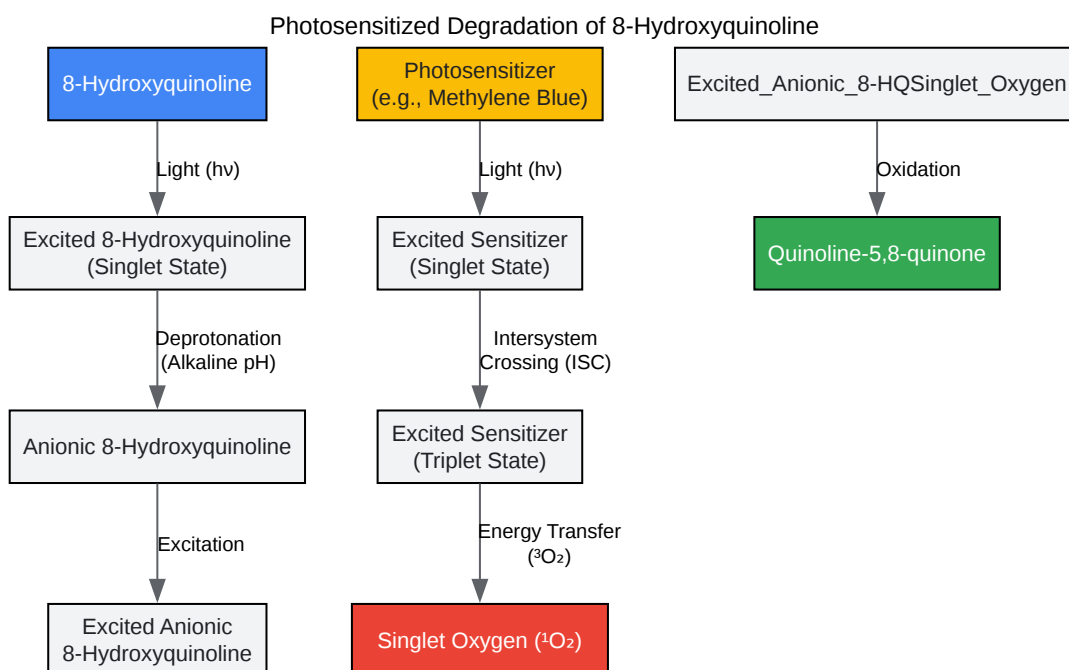 Photosensitized Degradation of 8-Hydroxyquinoline
8-Hydroxyquinoline
Light (hν)
Excited 8-Hydroxyquinoline
(Singlet State)
Deprotonation
(Alkaline pH)
Anionic 8-Hydroxyquinoline
Excitation
Excited Anionic
8-Hydroxyquinoline
Photosensitizer
(e.g., Methylene Blue)
Light (hν)
Excited Sensitizer
(Singlet State)
Intersystem
Crossing (ISC)
Excited Sensitizer
(Triplet State)
Energy Transfer
(³O₂)
Singlet Oxygen (¹O₂)
Excited_Anionic_8-HQSinglet_Oxygen
Oxidation
Quinoline-5,8-quinone